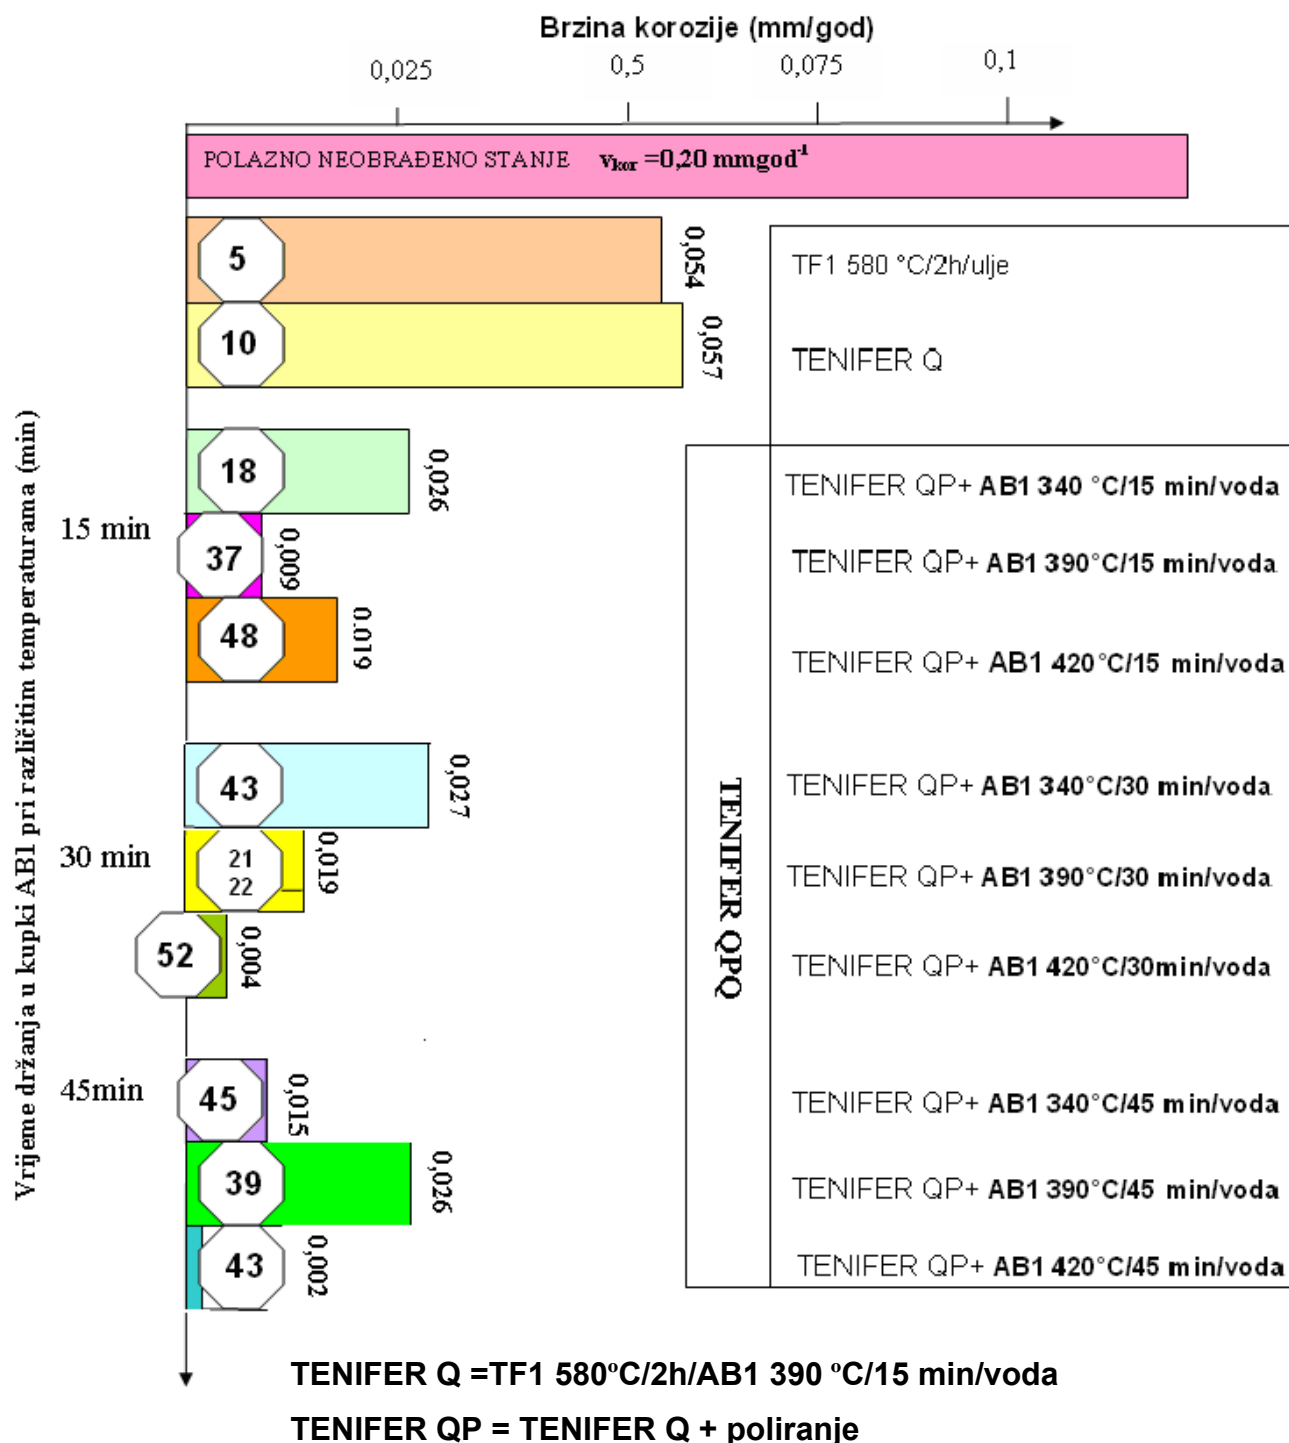 Brzina korozije (mm/god)
0,025
0,5
0,075
0,1
POLAZNO NEOBRAĐENO STANJE vkor =0,20 mmgod-1
5
0,054
TF1 580 °C/2h/ulje
10
0,057
TENIFER Q
Vrijeme držanja u kupki AB1 pri različitim temperaturama (min)
15 min
18
0,026
TENIFER QP+ AB1 340 °C/15 min/voda
37
0,009
TENIFER QP+ AB1 390°C/15 min/voda
48
0.019
TENIFER QP+ AB1 420°C/15 min/voda
TENIFER QPQ
30 min
43
0,027
TENIFER QP+ AB1 340°C/30 min/voda
21
22
0,019
TENIFER QP+ AB1 390°C/30 min/voda
52
0,004
TENIFER QP+ AB1 420°C/30min/voda
45min
45
0,015
TENIFER QP+ AB1 340°C/45 min/voda
39
0,026
TENIFER QP+ AB1 390°C/45 min/voda
43
0,002
TENIFER QP+ AB1 420°C/45 min/voda
TENIFER Q =TF1 580°C/2h/AB1 390 °C/15 min/voda
TENIFER QP = TENIFER Q + poliranje